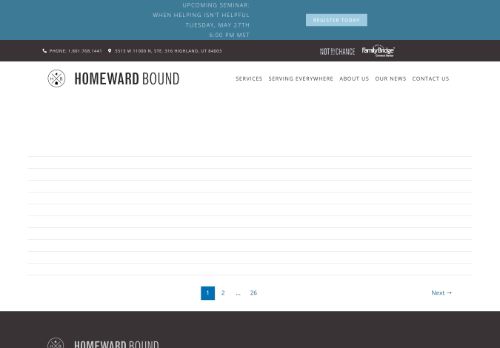 UPCOMING SEMINAR:
WHEN HELPING ISN'T HELPFUL
TUESDAY, MAY 27TH
6:00 PM MST
REGISTER TODAY
PHONE: 1.801.768.1441
5513 W 11000 N, STE. 316 HIGHLAND, UT 84003
NOT BY CHANCE
FamilyBridge
HOMEWARD BOUND
SERVICES
SERVING EVERYWHERE
ABOUT US
OUR NEWS
CONTACT US
1
2
...
26
Next →
HOMEWARD BOUND